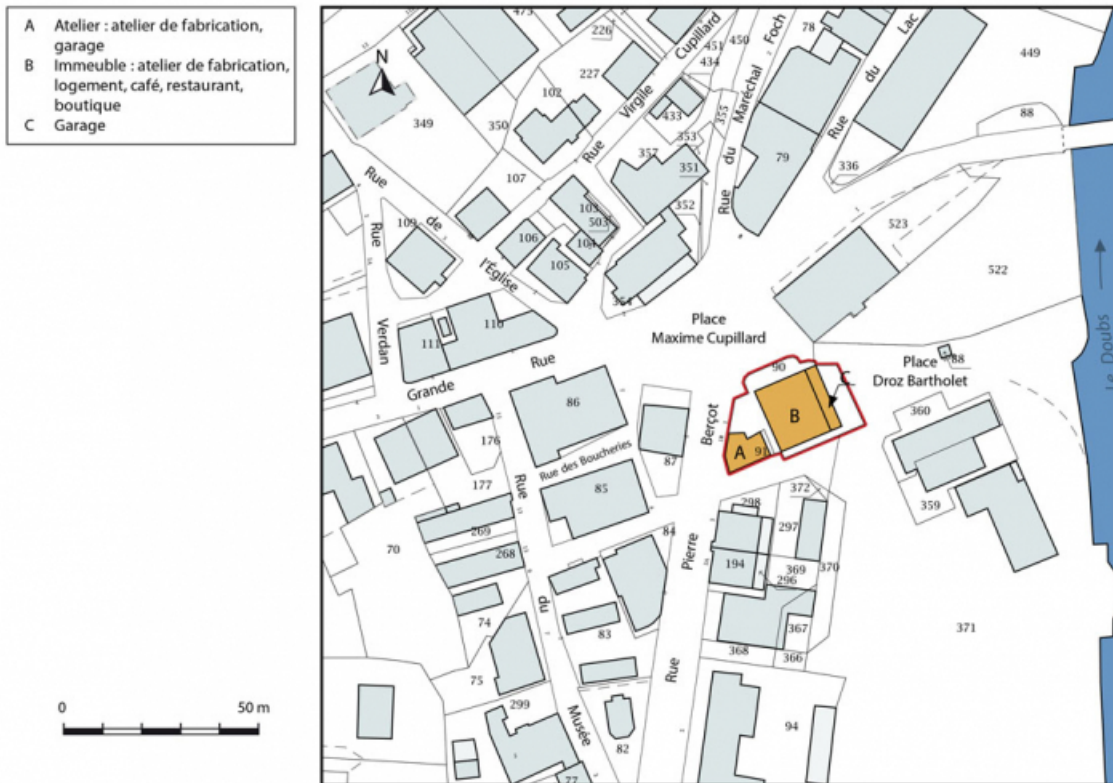 A Atelier : atelier de fabrication,
garage
B Immeuble : atelier de fabrication,
logement, café, restaurant,
boutique
C Garage
0 50 m
N
475
226
227
102
350
349
107
Rue Virgile Cupillard
451
434
450
433
353
355
357
351
352
354
Rue du Maréchal Foch
78
79
Rue du Lac
336
449
88
523
522
Rue de l'Église
109
106
103
503
104
105
Rue Verdan
111
110
Grande Rue
Place
Maxime Cupillard
Place
Droz Bartholet
88
Le Doubs
90
B
C
A
91
86
Rue des Boucheries
87
85
84
176
177
269
268
70
74
75
299
83
82
77
Rue du Musée
Rue Pierre Berçot
298
372
297
194
369
296
370
367
368
366
94
360
359
371